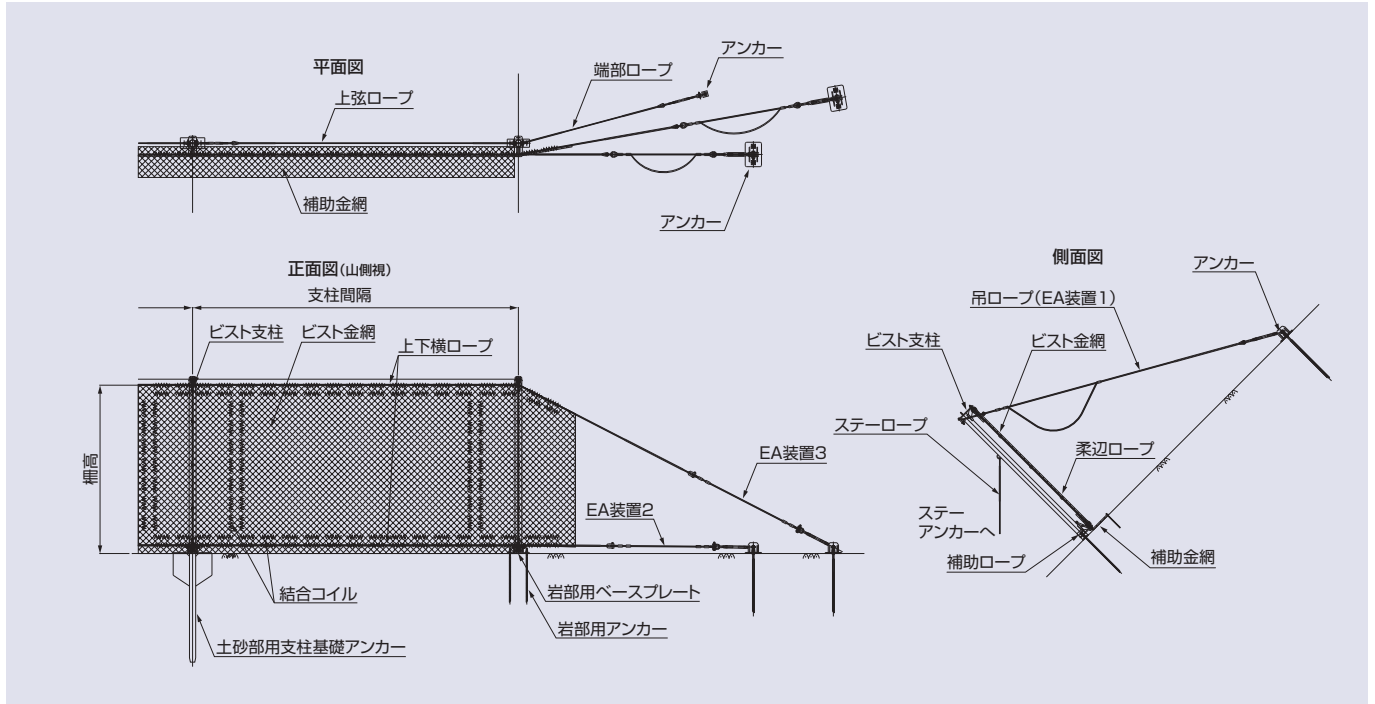 平面図
アンカー
端部ロープ
上弦ロープ
補助金網
アンカー
正面図(山側視)
支柱間隔
ビスト支柱
ビスト金網
上下横ロープ
柵高
EA装置3
EA装置2
結合コイル
岩部用ベースプレート
岩部用アンカー
土砂部用支柱基礎アンカー
側面図
アンカー
吊ロープ(EA装置1)
ビスト支柱
ビスト金網
ステーロープ
柔辺ロープ
ステー
アンカーへ
補助ロープ
補助金網